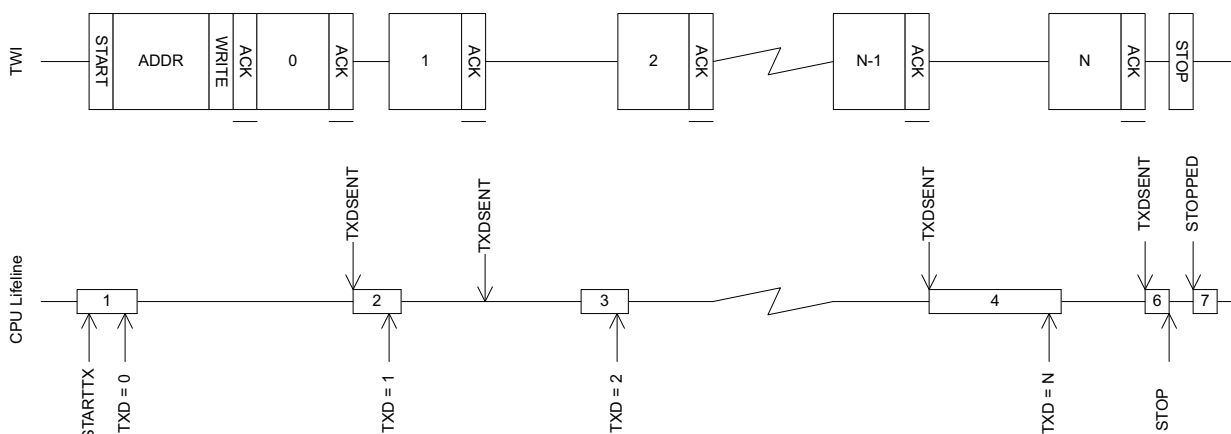 TWI
START
ADDR
WRITE
ACK
0
ACK
1
ACK
2
ACK
N-1
ACK
N
ACK
STOP
TXDSENT
TXDSENT
TXDSENT
TXDSENT
STOPPED
CPU Lifeline
1
2
3
4
6
7
STARTTX
TXD = 0
TXD = 1
TXD = 2
TXD = N
STOP